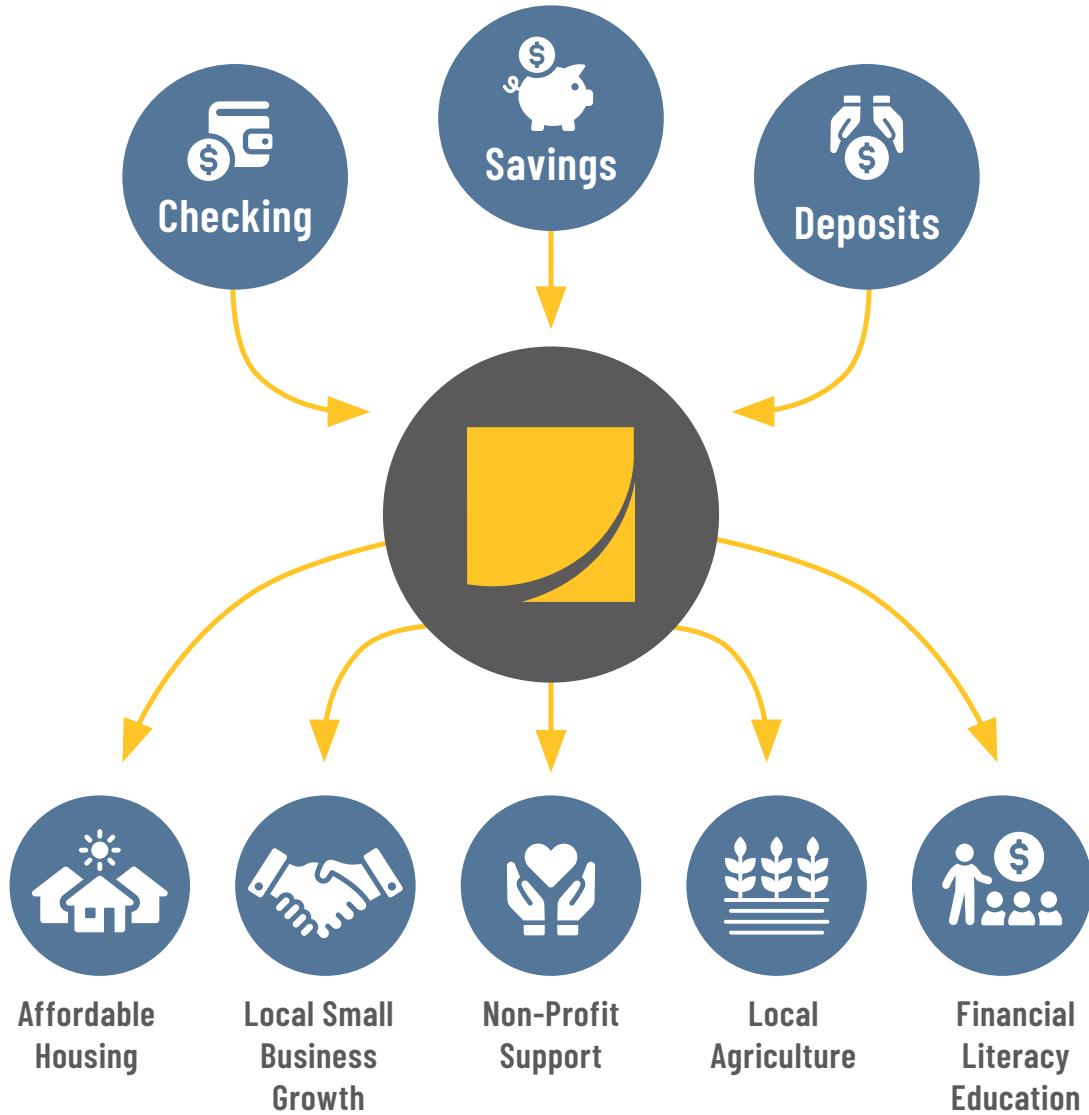 $
Savings
$
Checking
$
Deposits
Affordable
Housing
Local Small
Business
Growth
Non-Profit
Support
Local
Agriculture
$
Financial
Literacy
Education